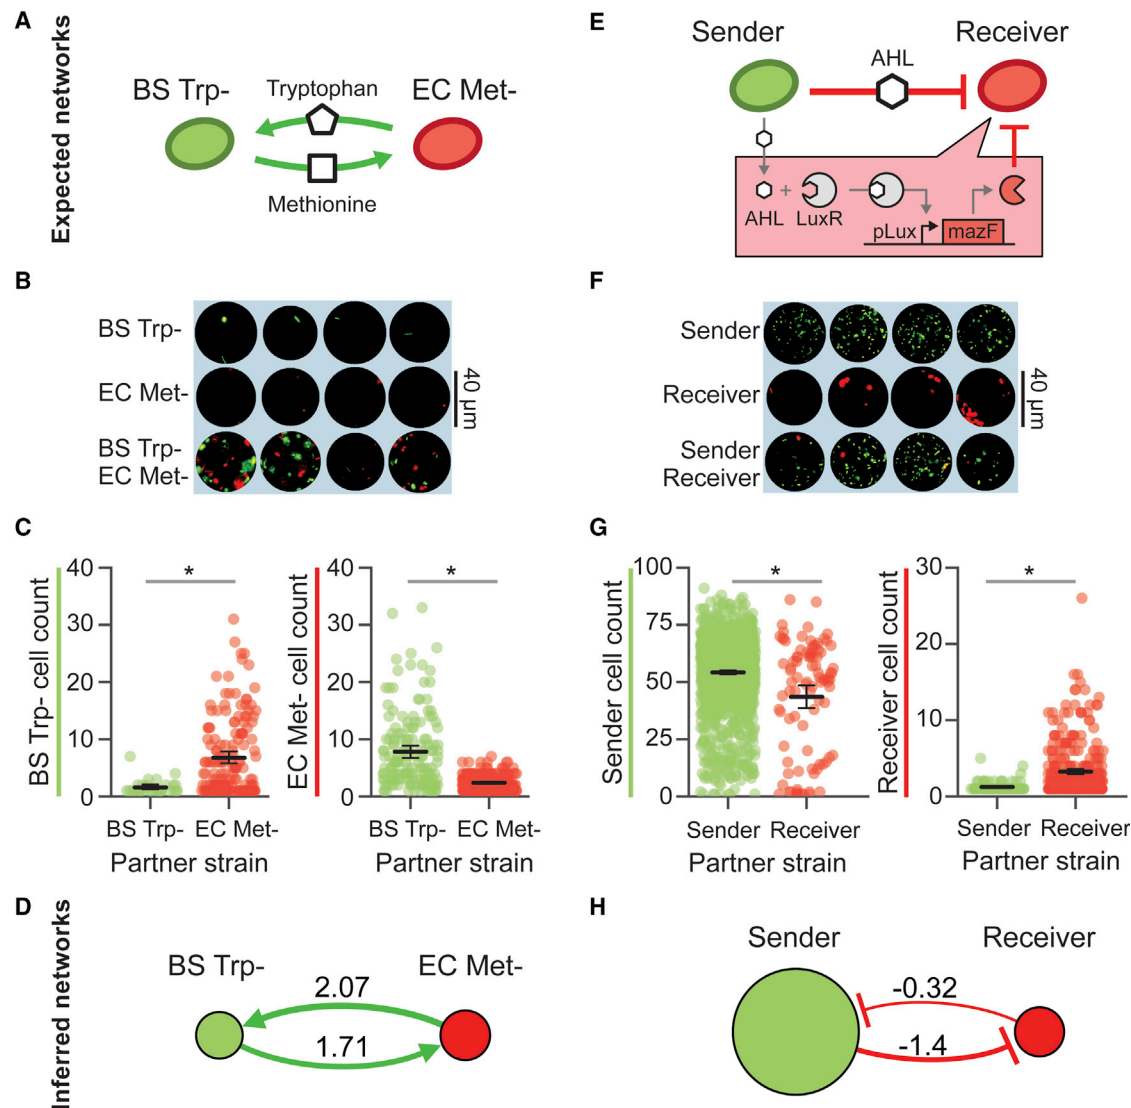 A
Expected networks
BS Trp-
Tryptophan
EC Met-
Methionine
B
BS Trp-
EC Met-
BS Trp-
EC Met-
40 µm
C
BS Trp- cell count
40
30
20
10
0
*
BS Trp-
EC Met-
Partner strain
EC Met- cell count
40
30
20
10
0
*
BS Trp-
EC Met-
Partner strain
D
Inferred networks
BS Trp-
EC Met-
2.07
1.71
E
Sender
Receiver
AHL
+
AHL
LuxR
pLux
mazF
F
Sender
Receiver
Sender
Receiver
40 µm
G
Sender cell count
100
75
50
25
0
*
Sender
Receiver
Partner strain
Receiver cell count
30
20
10
0
*
Sender
Receiver
Partner strain
H
Sender
Receiver
-0.32
-1.4